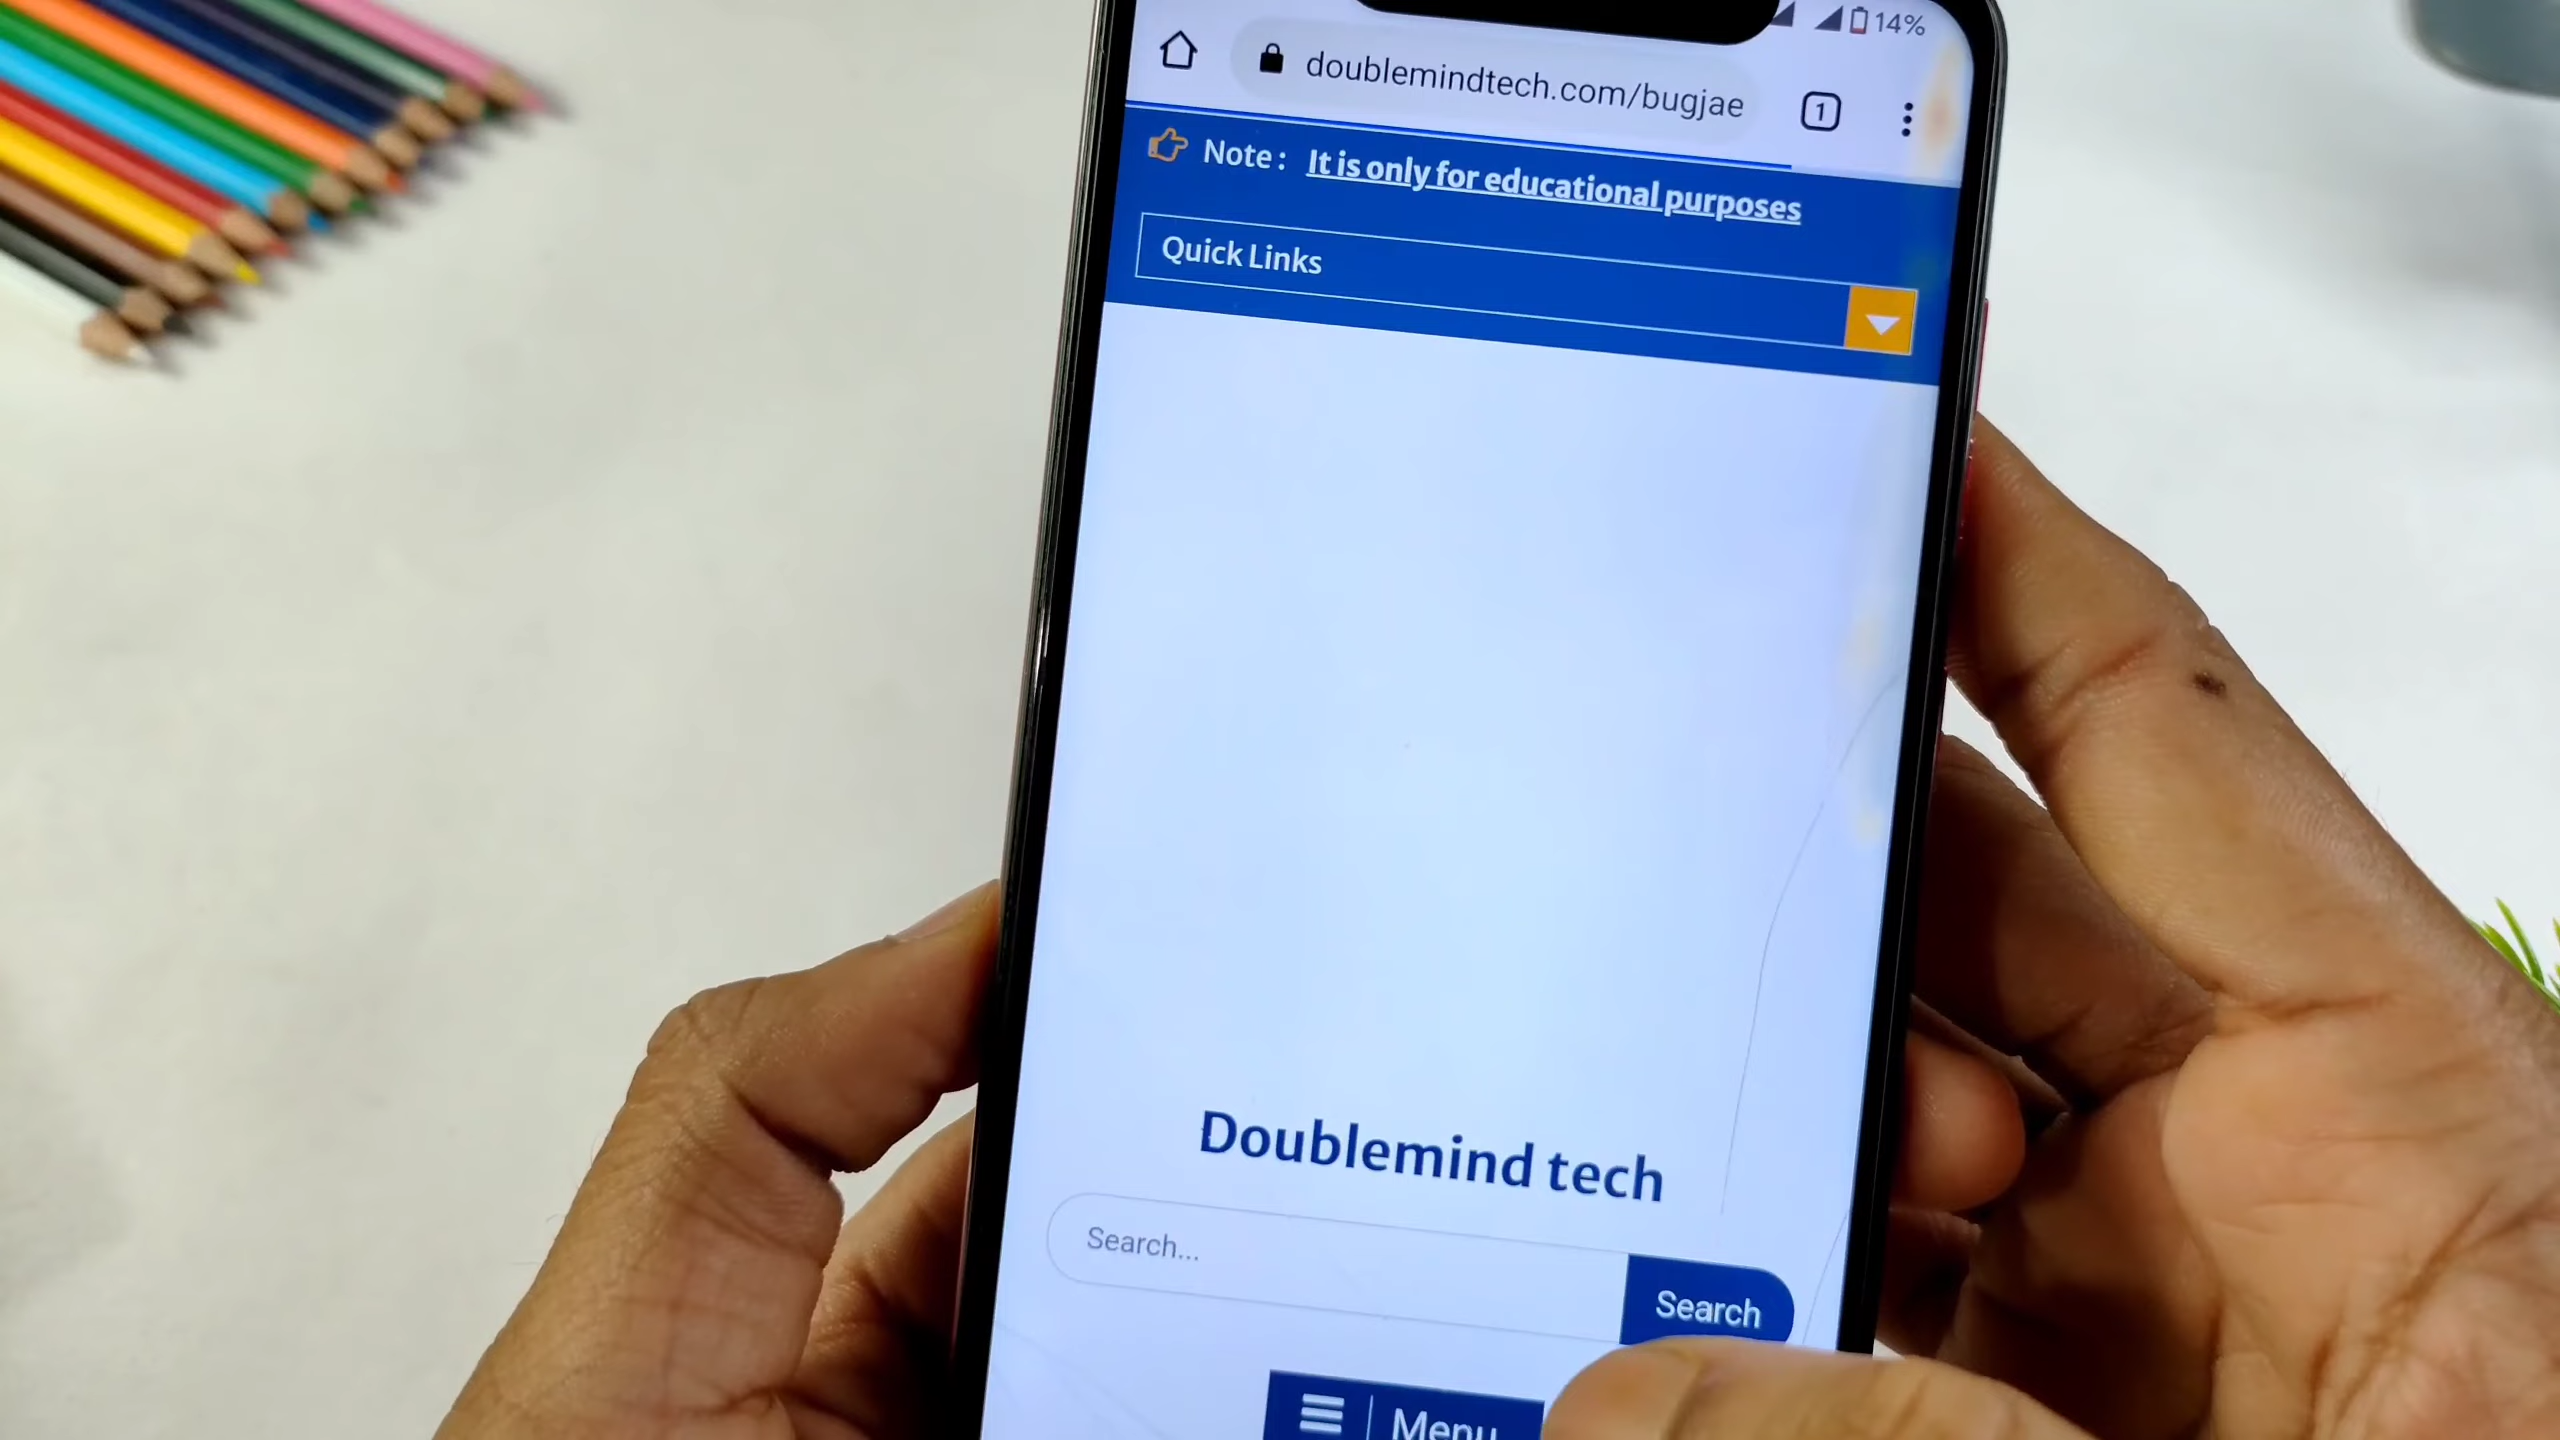 14%
doublemindtech.com/bugjae
1
Note : It is only for educational purposes
Quick Links
Doublemind tech
Search...
Search
Menu